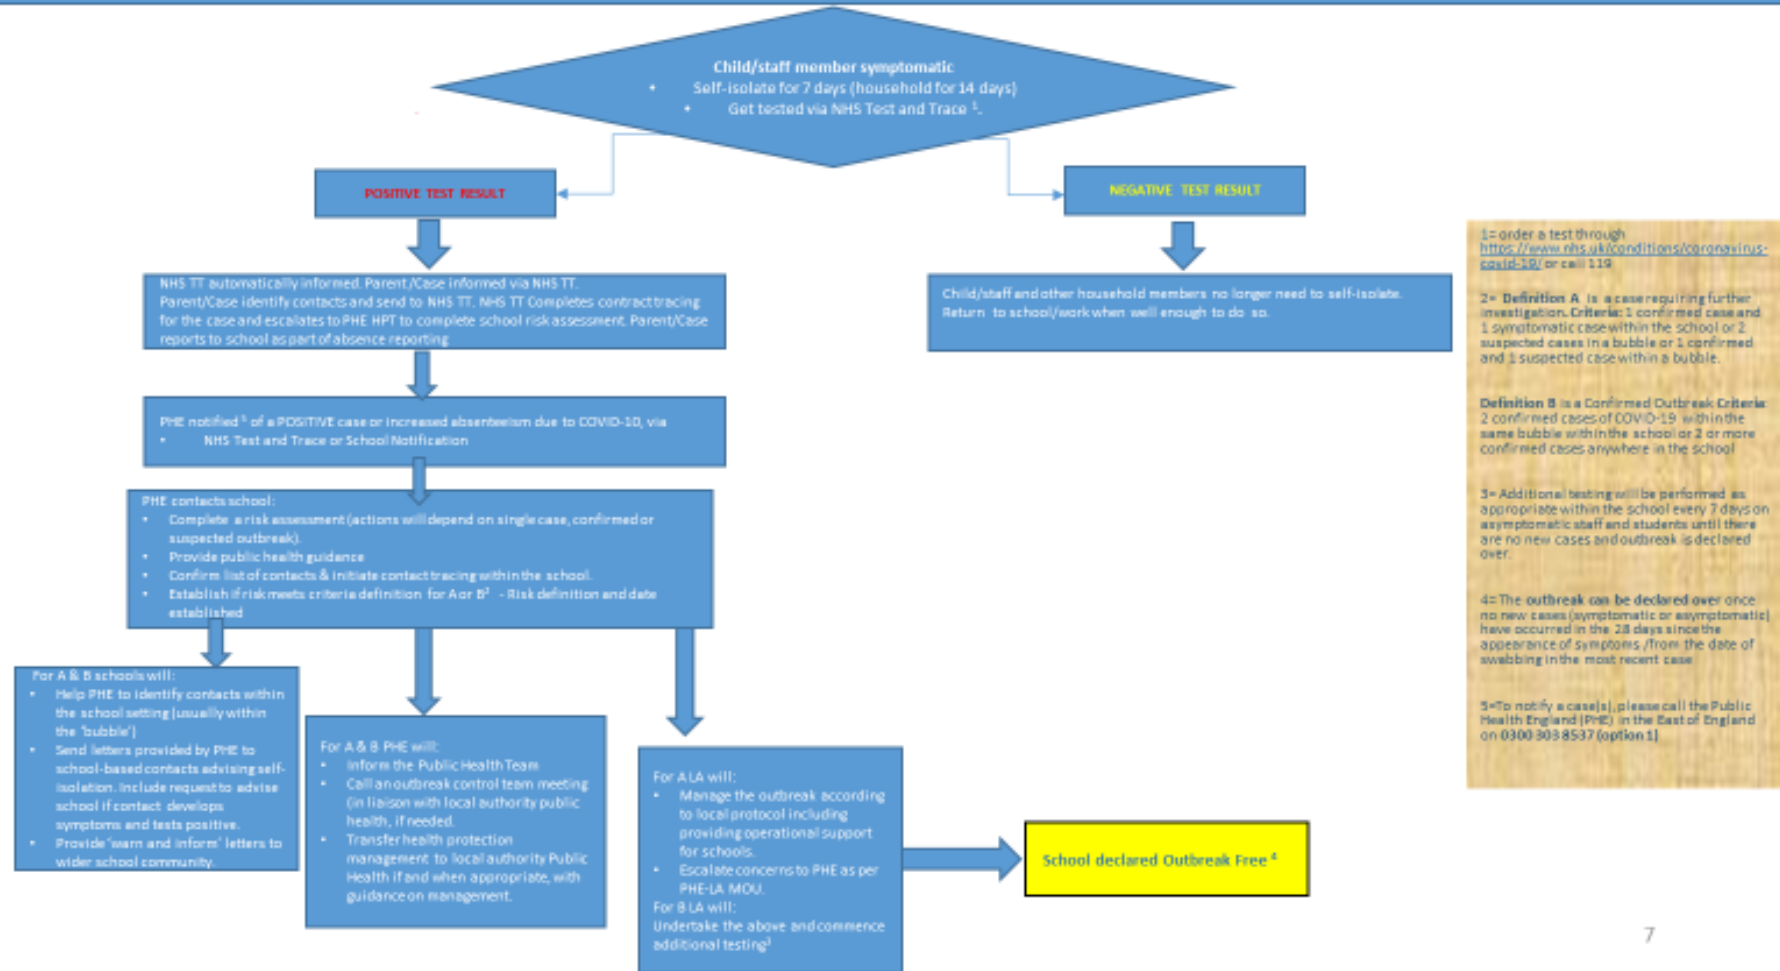 Child/staff member symptomatic
• Self-isolate for 7 days (household for 14 days)
• Get tested via NHS Test and Trace ¹.
POSITIVE TEST RESULT
NEGATIVE TEST RESULT
NHS TT automatically informed. Parent/Case informed via NHS TT.
Parent/Case identify contacts and send to NHS TT. NHS TT Completes contract tracing
for the case and escalates to PHE HPT to complete school risk assessment. Parent/Case
reports to school as part of absence reporting
Child/staff and other household members no longer need to self-isolate.
Return to school/work when well enough to do so.
PHE notified ⁵ of a POSITIVE case or increased absenteeism due to COVID-10, via
• NHS Test and Trace or School Notification
PHE contacts school:
• Complete a risk assessment (actions will depend on single case, confirmed or
suspected outbreak).
• Provide public health guidance
• Confirm list of contacts & initiate contact tracing within the school.
• Establish if risk meets criteria definition for A or B² - Risk definition and date
established
For A & B schools will:
• Help PHE to identify contacts within
the school setting (usually within
the 'bubble')
• Send letters provided by PHE to
school-based contacts advising self-
isolation. Include request to advise
school if contact develops
symptoms and tests positive.
• Provide 'warn and inform' letters to
wider school community.
For A & B PHE will:
• Inform the Public Health Team
• Call an outbreak control team meeting
(in liaison with local authority public
health, if needed.
• Transfer health protection
management to local authority Public
Health if and when appropriate, with
guidance on management.
For A LA will:
• Manage the outbreak according
to local protocol including
providing operational support
for schools.
• Escalate concerns to PHE as per
PHE-LA MOU.
For B LA will:
Undertake the above and commence
additional testing³
School declared Outbreak Free ⁴
1= order a test through
https://www.nhs.uk/conditions/coronavirus-
covid-19/ or call 119
2= Definition A is a case requiring further
investigation. Criteria: 1 confirmed case and
1 symptomatic case within the school or 2
suspected cases in a bubble or 1 confirmed
and 1 suspected case within a bubble.
Definition B is a Confirmed Outbreak Criteria:
2 confirmed cases of COVID-19 within the
same bubble within the school or 2 or more
confirmed cases anywhere in the school
3= Additional testing will be performed as
appropriate within the school every 7 days on
asymptomatic staff and students until there
are no new cases and outbreak is declared
over.
4= The outbreak can be declared over once
no new cases (symptomatic or asymptomatic)
have occurred in the 28 days since the
appearance of symptoms /from the date of
swabbing in the most recent case
5=To notify a case(s), please call the Public
Health England (PHE) in the East of England
on 0300 303 8537 (option 1)
7